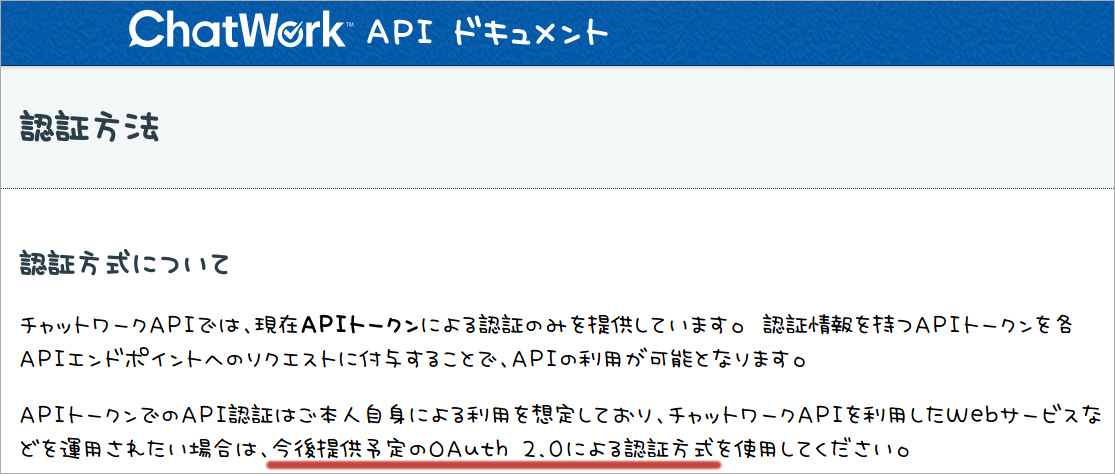 ChatWork™ API ドキュメント
認証方法
認証方式について
チャットワークAPIでは、現在APIトークンによる認証のみを提供しています。 認証情報を持つAPIトークンを各
APIエンドポイントへのリクエストに付与することで、APIの利用が可能となります。
APIトークンでのAPI認証はご本人自身による利用を想定しており、チャットワークAPIを利用したWebサービスな
どを運用されたい場合は、今後提供予定のOAuth 2.0による認証方式を使用してください。